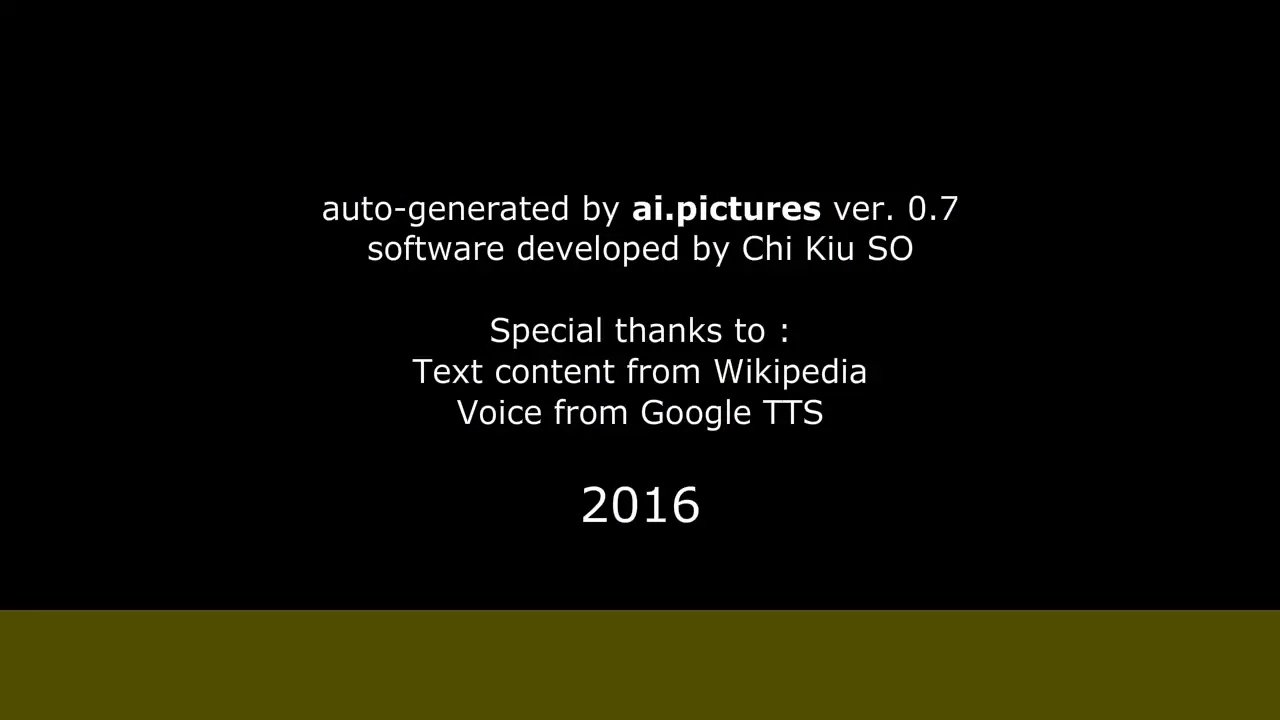 auto-generated by ai.pictures ver. 0.7
software developed by Chi Kiu SO
Special thanks to :
Text content from Wikipedia
Voice from Google TTS
2016